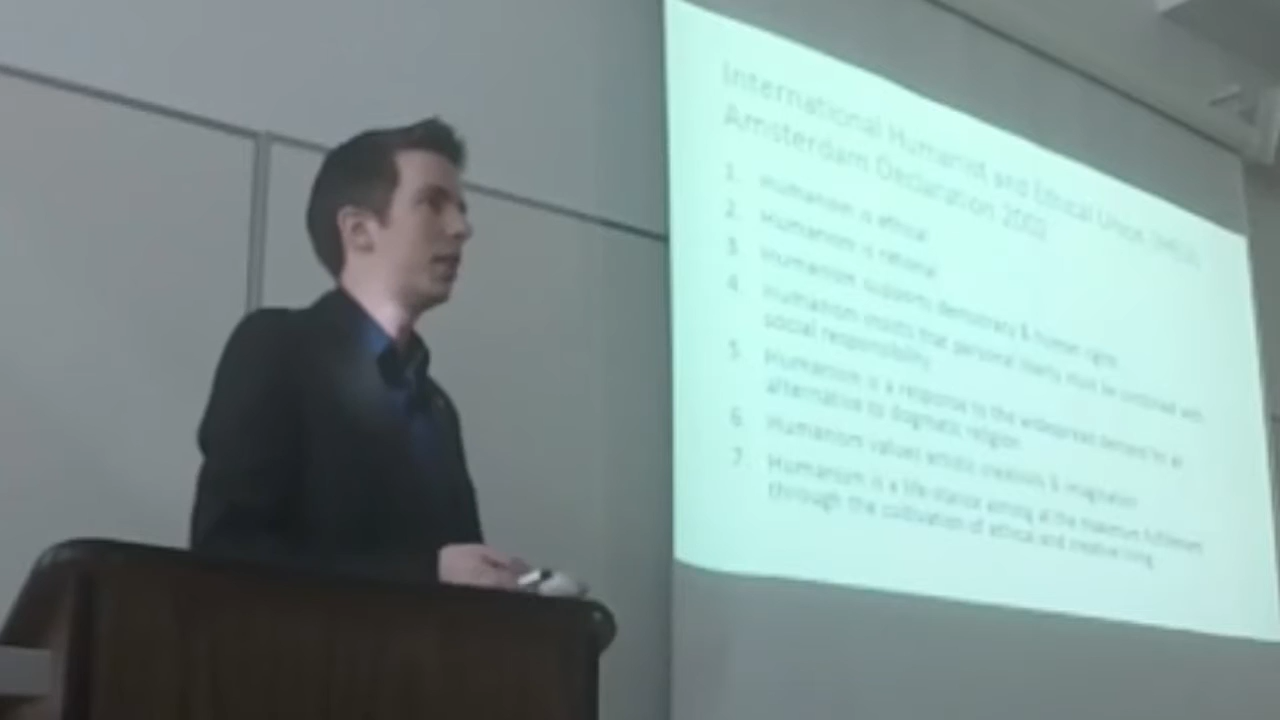 International Humanist and Ethical Union (IHEU)
Amsterdam Declaration 2002
1. Humanism is ethical
2. Humanism is rational
3. Humanism supports democracy & human rights
4. Humanism insists that personal liberty must be combined with
social responsibility
5. Humanism is a response to the widespread demand for an
alternative to dogmatic religion
6. Humanism values artistic creativity & imagination
7. Humanism is a life stance aiming at the maximum fulfillment
through the cultivation of ethical and creative living